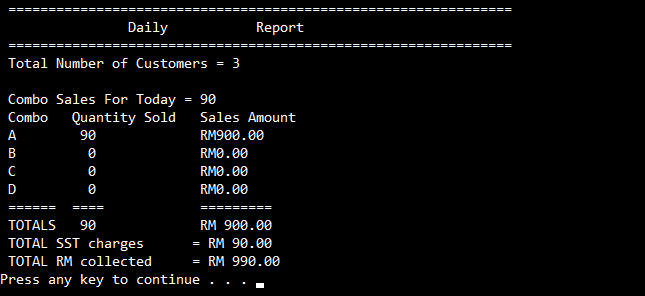 ===============================================================
Daily           Report
===============================================================
Total Number of Customers = 3
Combo Sales For Today = 90
Combo   Quantity Sold   Sales Amount
A        90             RM900.00
B         0             RM0.00
C         0             RM0.00
D         0             RM0.00
======  ====            =========
TOTALS   90             RM 900.00
TOTAL SST charges      = RM 90.00
TOTAL RM collected     = RM 990.00
Press any key to continue . . .